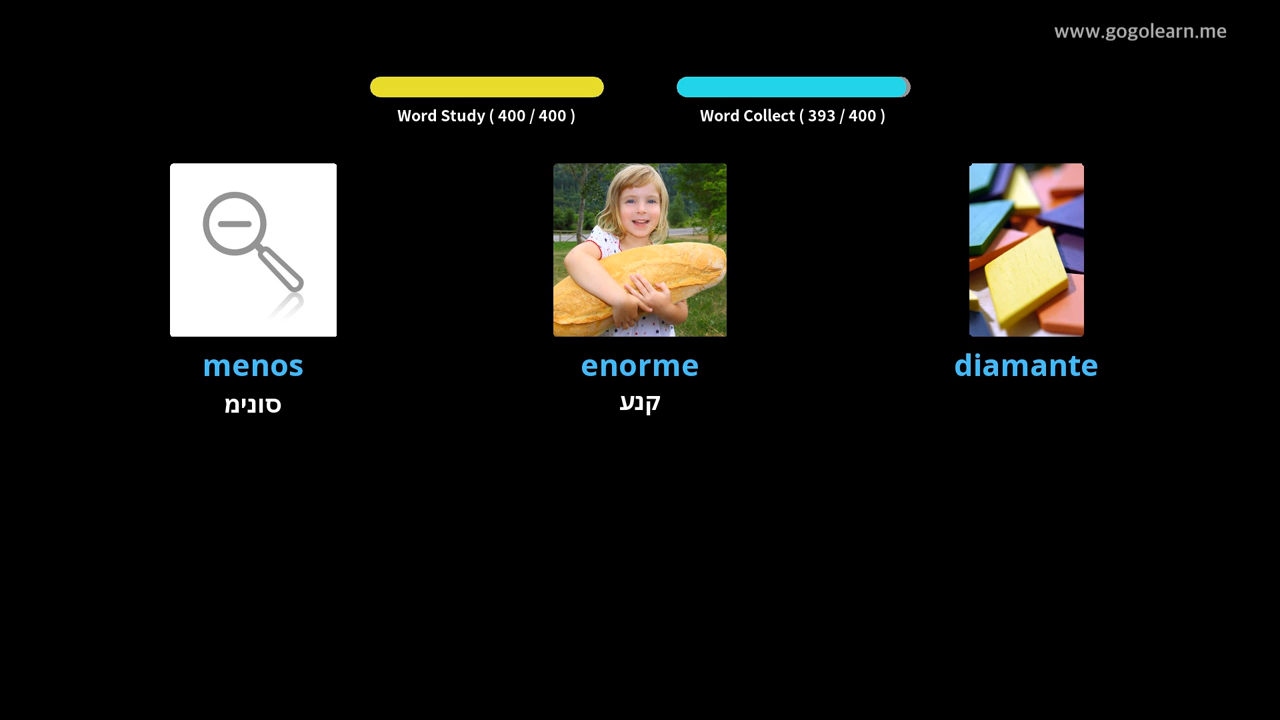 www.gogolearn.me
Word Study ( 400 / 400 )
Word Collect ( 393 / 400 )
menos
enorme
diamante
סונימ
קנע